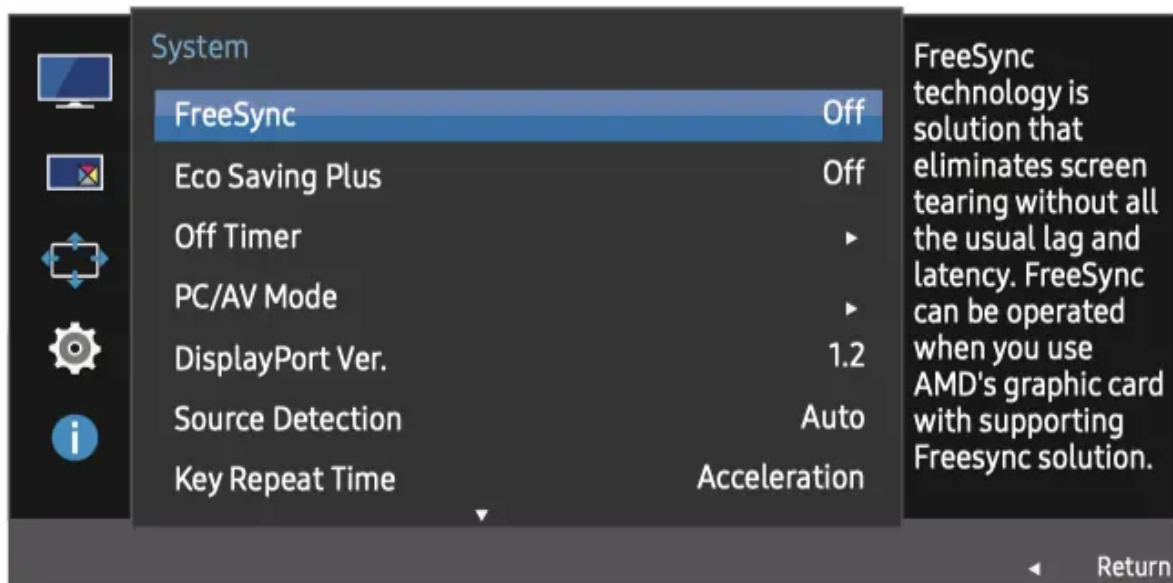 System
FreeSync Off
Eco Saving Plus Off
Off Timer ►
PC/AV Mode ►
DisplayPort Ver. 1.2
Source Detection Auto
Key Repeat Time Acceleration
▼
FreeSync
technology is
solution that
eliminates screen
tearing without all
the usual lag and
latency. FreeSync
can be operated
when you use
AMD's graphic card
with supporting
Freesync solution.
◄ Return